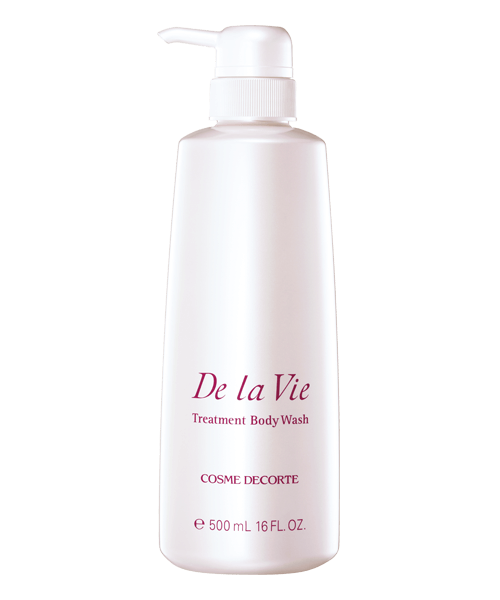 De la Vie
Treatment Body Wash
COSME DECORTE
℮ 500 mL 16 FL. OZ.